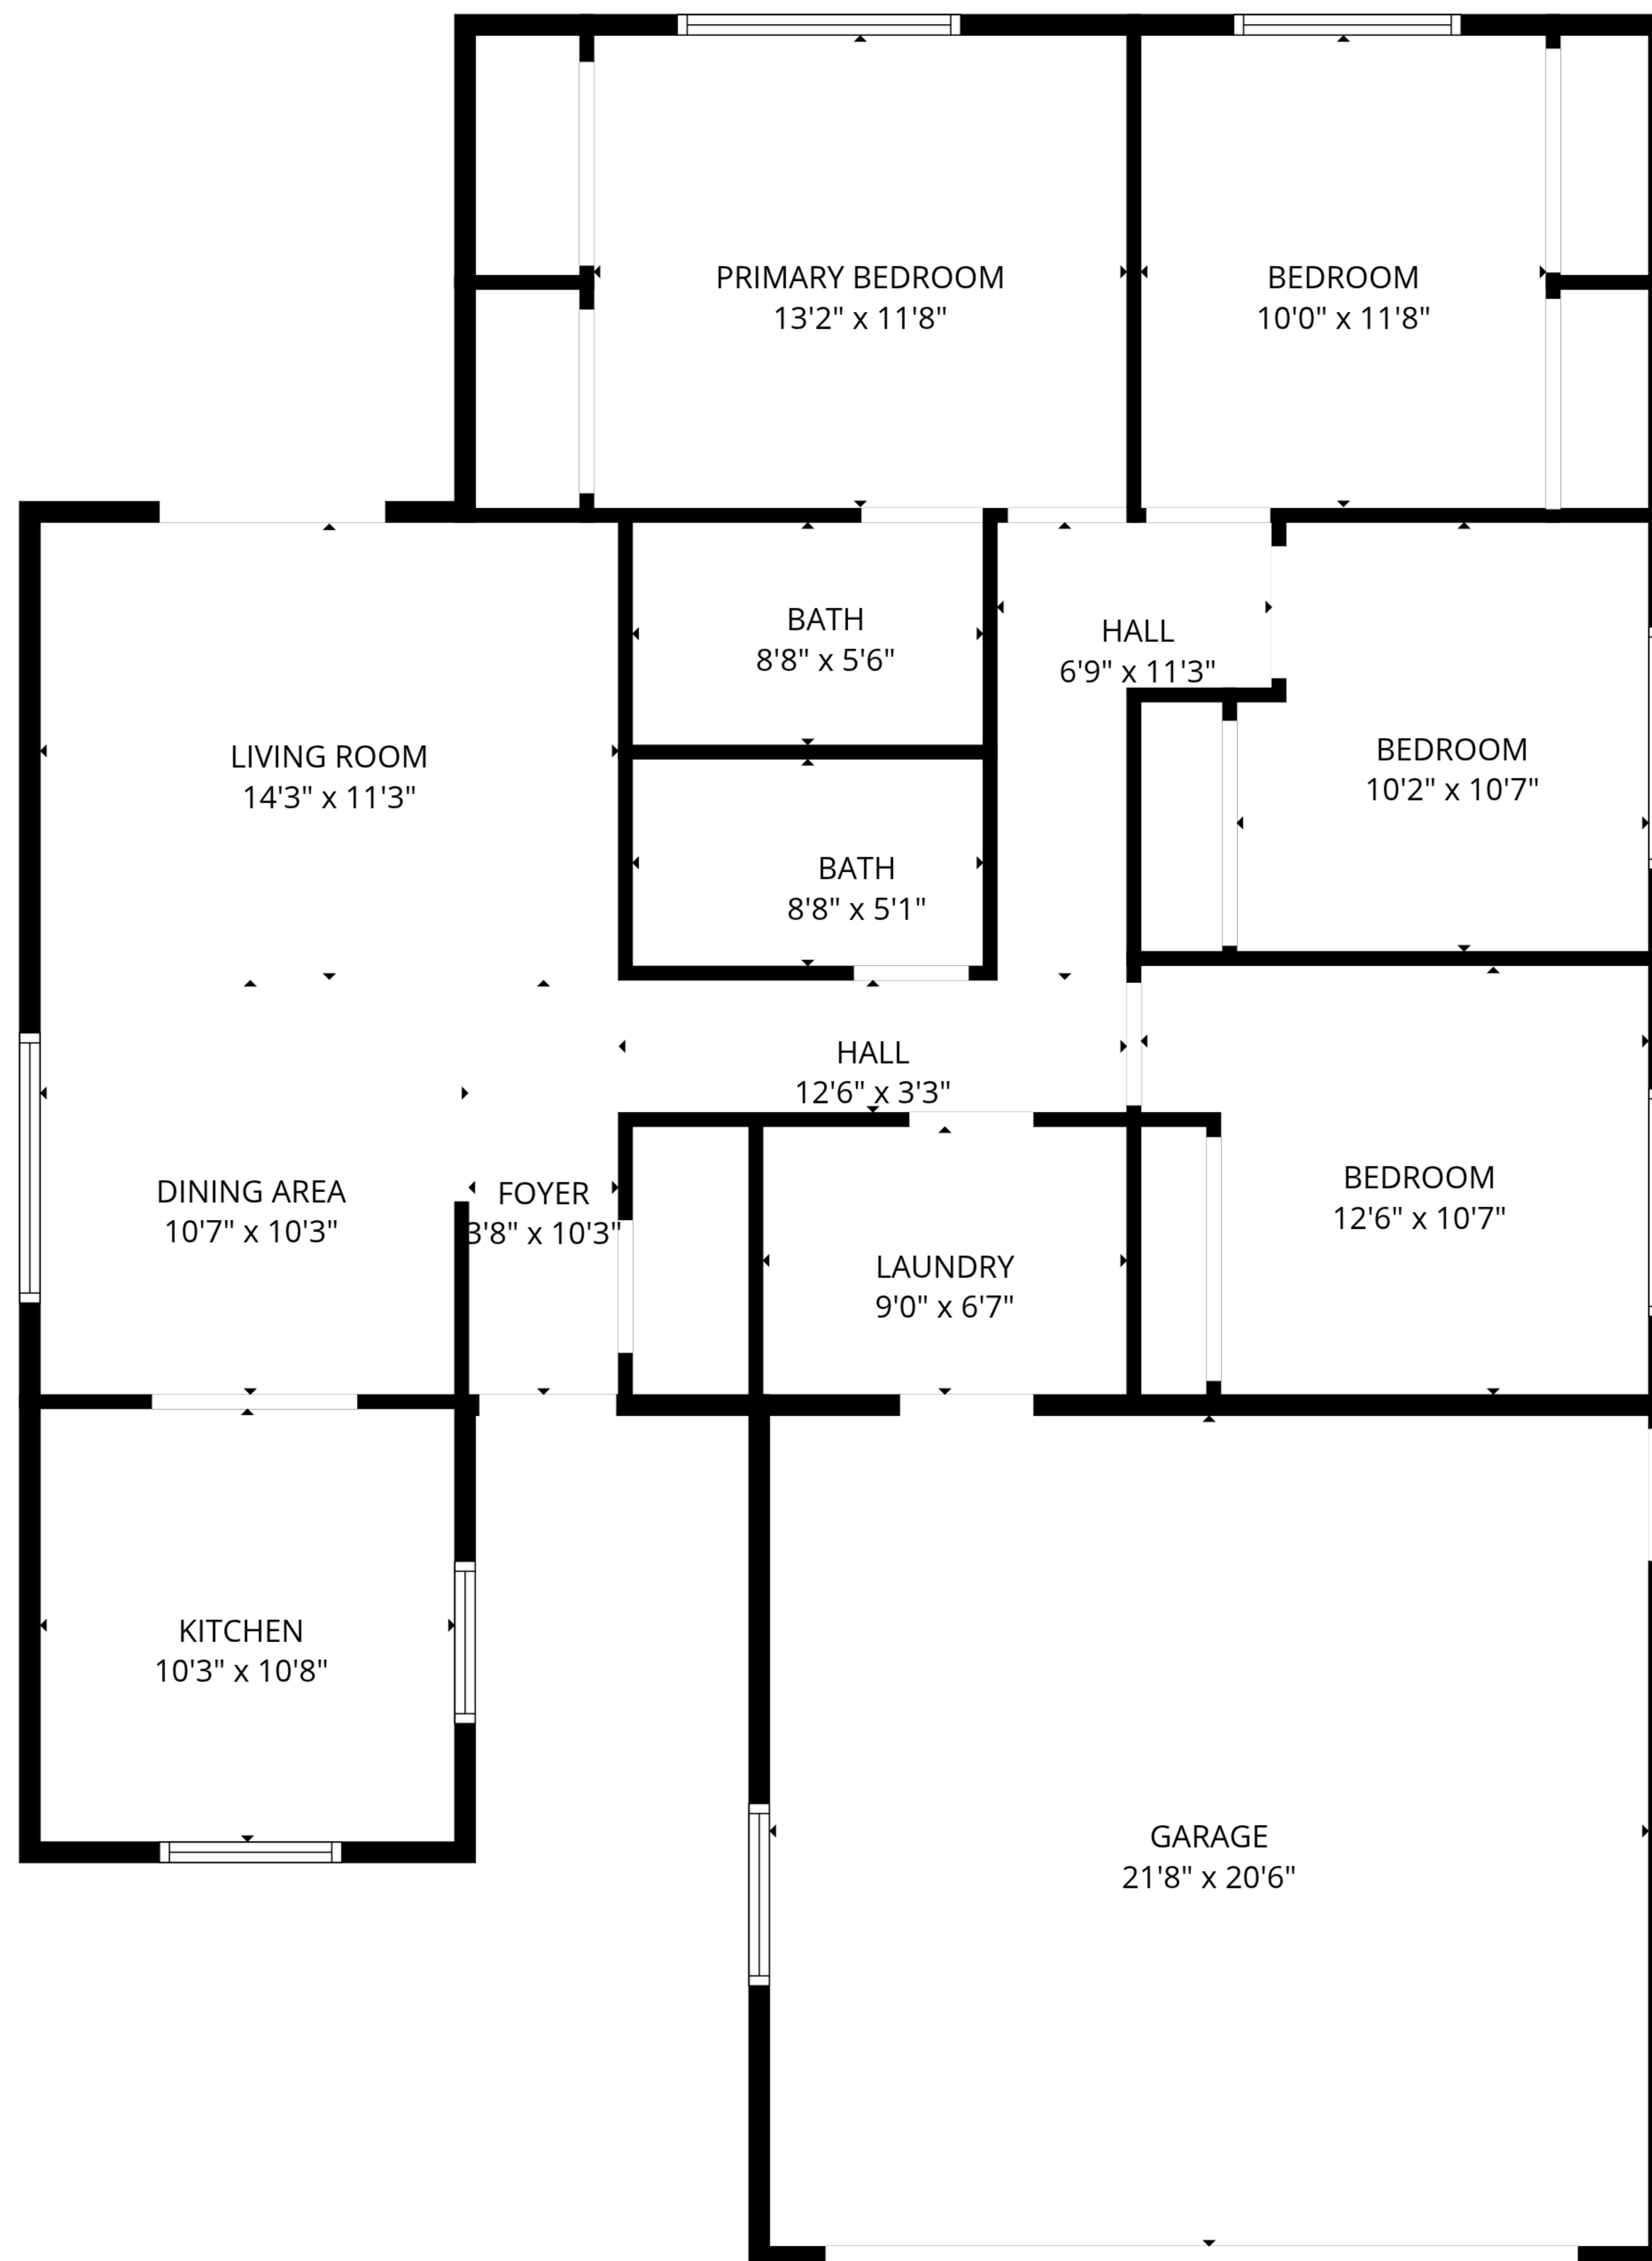 PRIMARY BEDROOM
13'2" x 11'8"
BEDROOM
10'0" x 11'8"
BATH
8'8" x 5'6"
HALL
6'9" x 11'3"
LIVING ROOM
14'3" x 11'3"
BEDROOM
10'2" x 10'7"
BATH
8'8" x 5'1"
HALL
12'6" x 3'3"
DINING AREA
10'7" x 10'3"
FOYER
3'8" x 10'3"
BEDROOM
12'6" x 10'7"
LAUNDRY
9'0" x 6'7"
KITCHEN
10'3" x 10'8"
GARAGE
21'8" x 20'6"